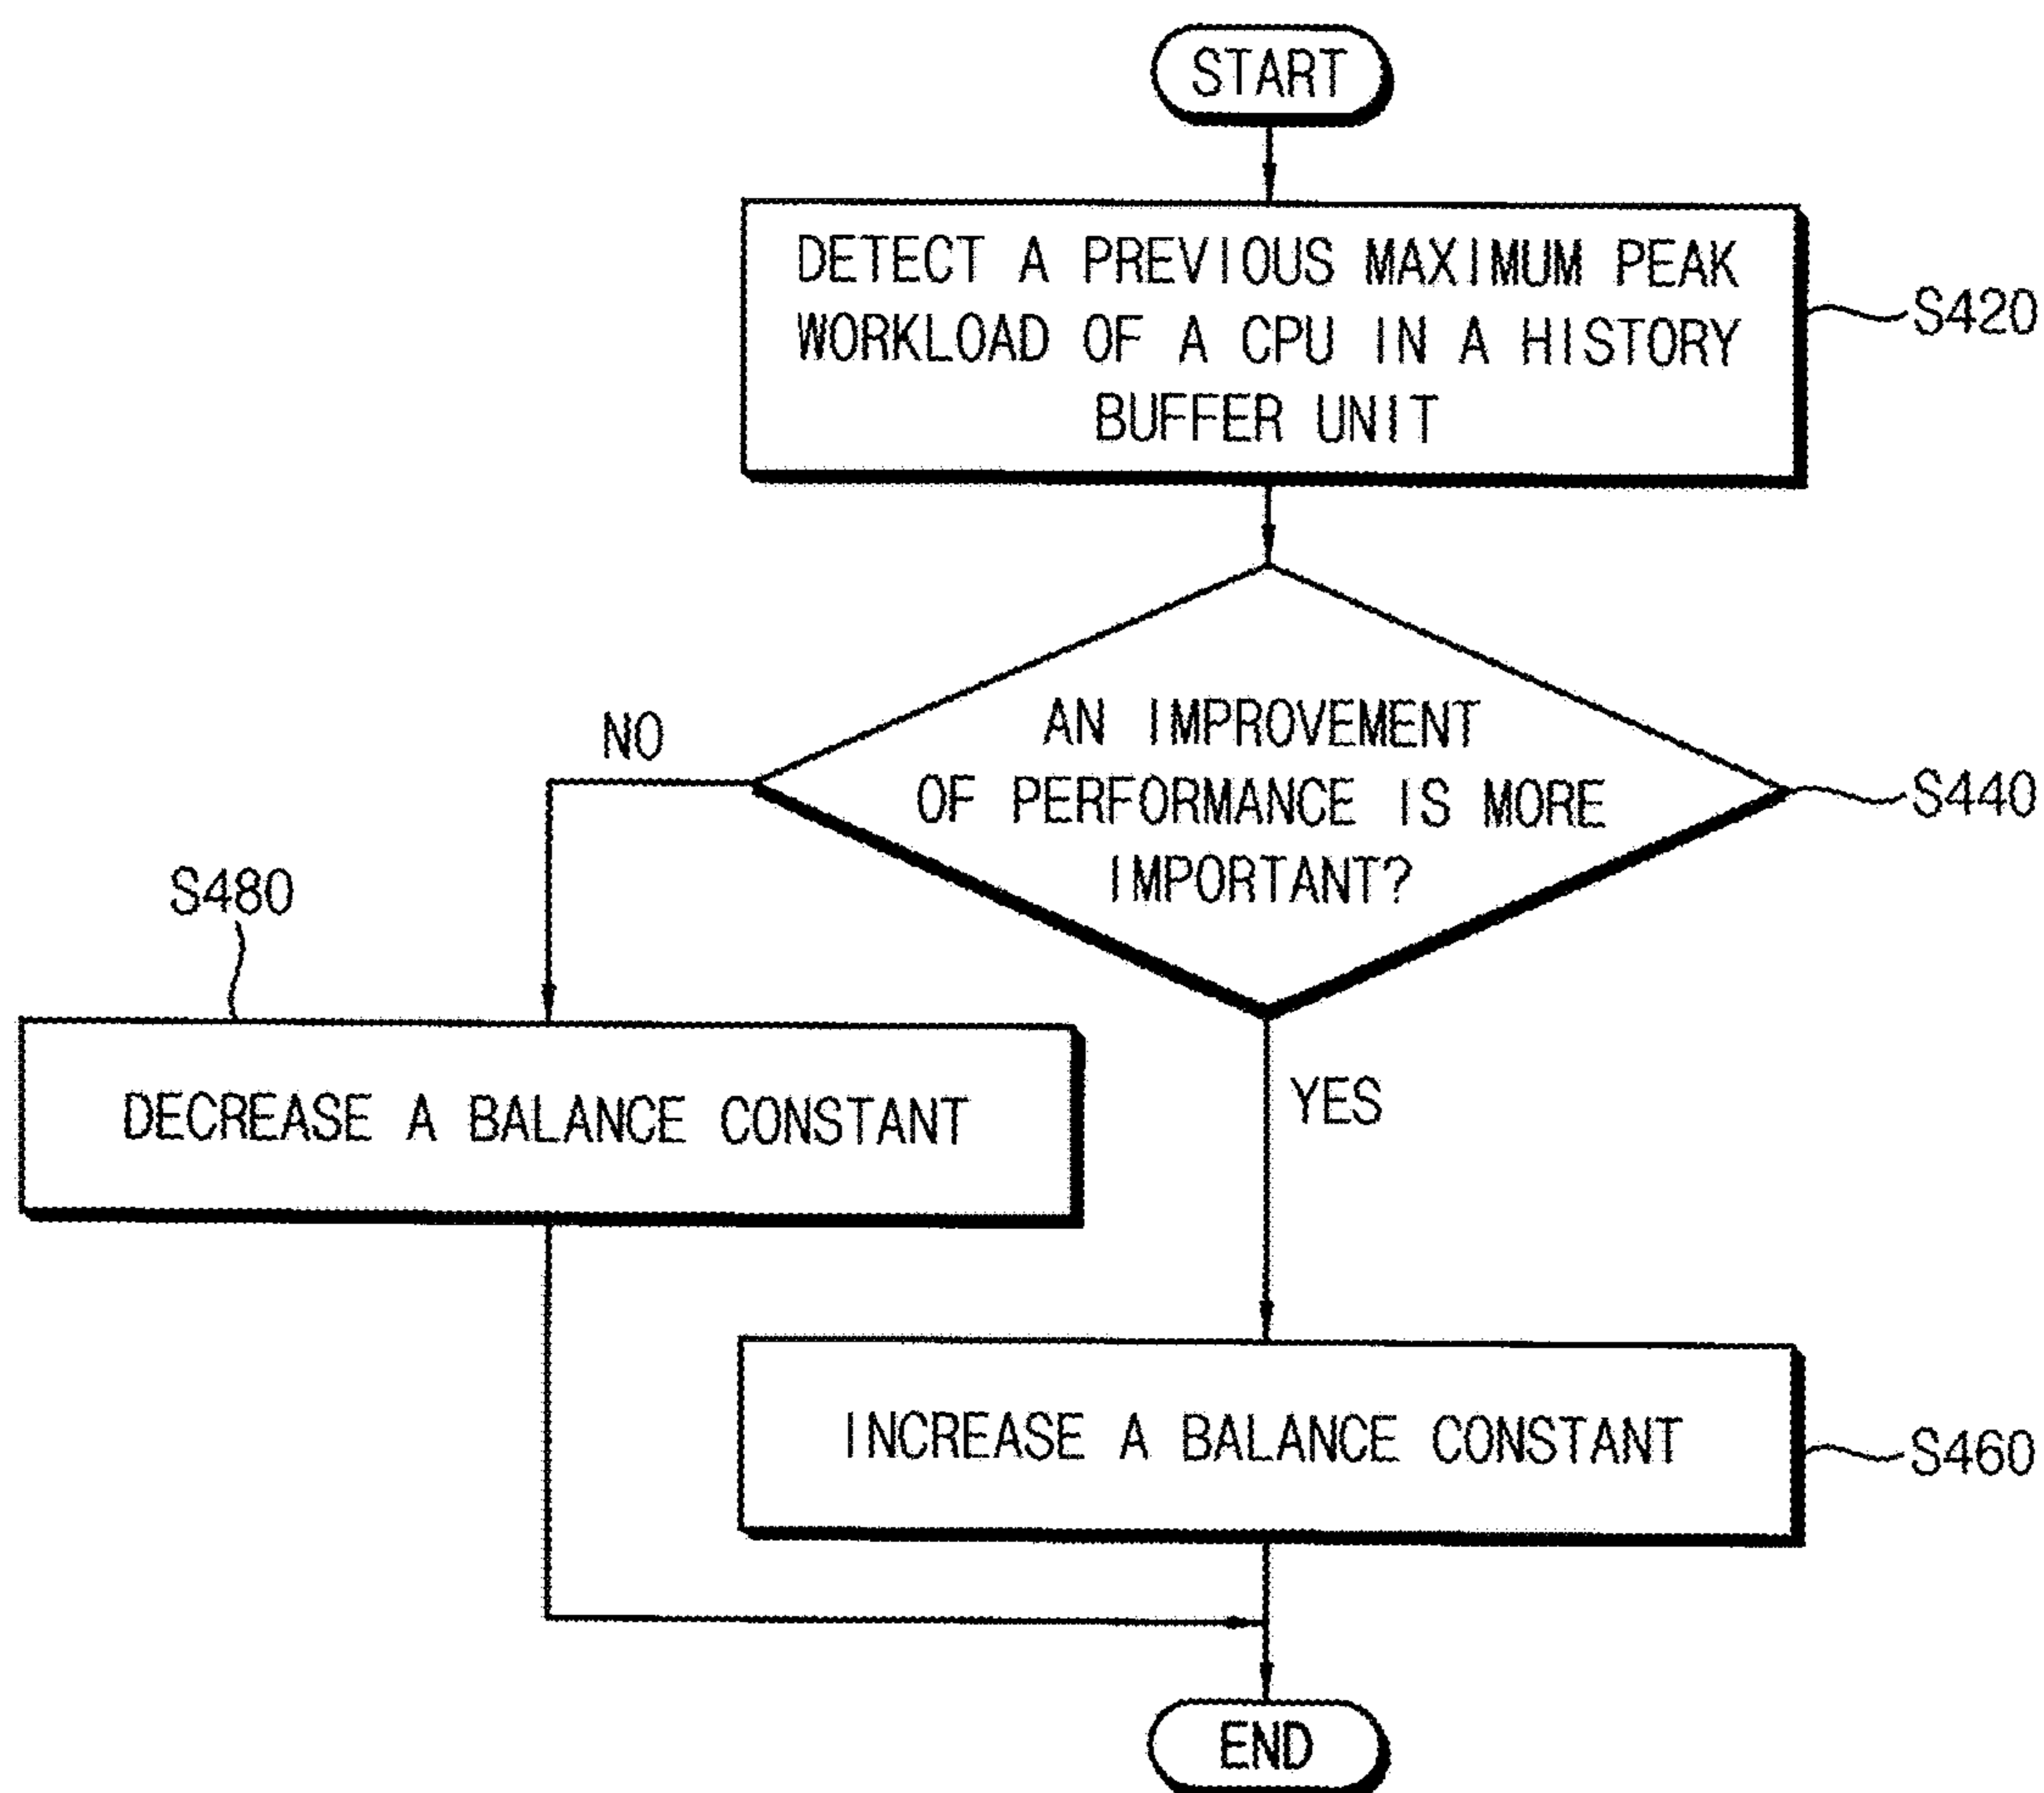 START
DETECT A PREVIOUS MAXIMUM PEAK
WORKLOAD OF A CPU IN A HISTORY
BUFFER UNIT
S420
AN IMPROVEMENT
OF PERFORMANCE IS MORE
IMPORTANT?
S440
NO
S480
DECREASE A BALANCE CONSTANT
YES
INCREASE A BALANCE CONSTANT
S460
END